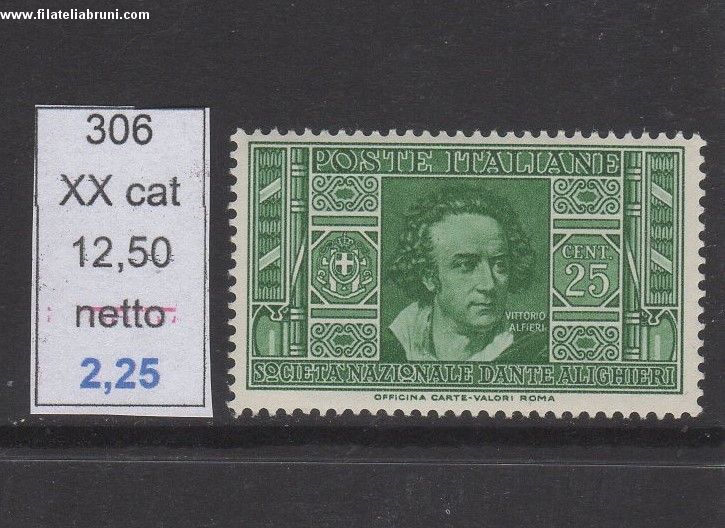 www.filateliabruni.com
306
XX cat
12,50
netto
2,25
POSTE ITALIANE
CENT.
25
VITTORIO
ALFIERI
SOCIETÀ NAZIONALE DANTE ALIGHIERI
OFFICINA CARTE-VALORI ROMA